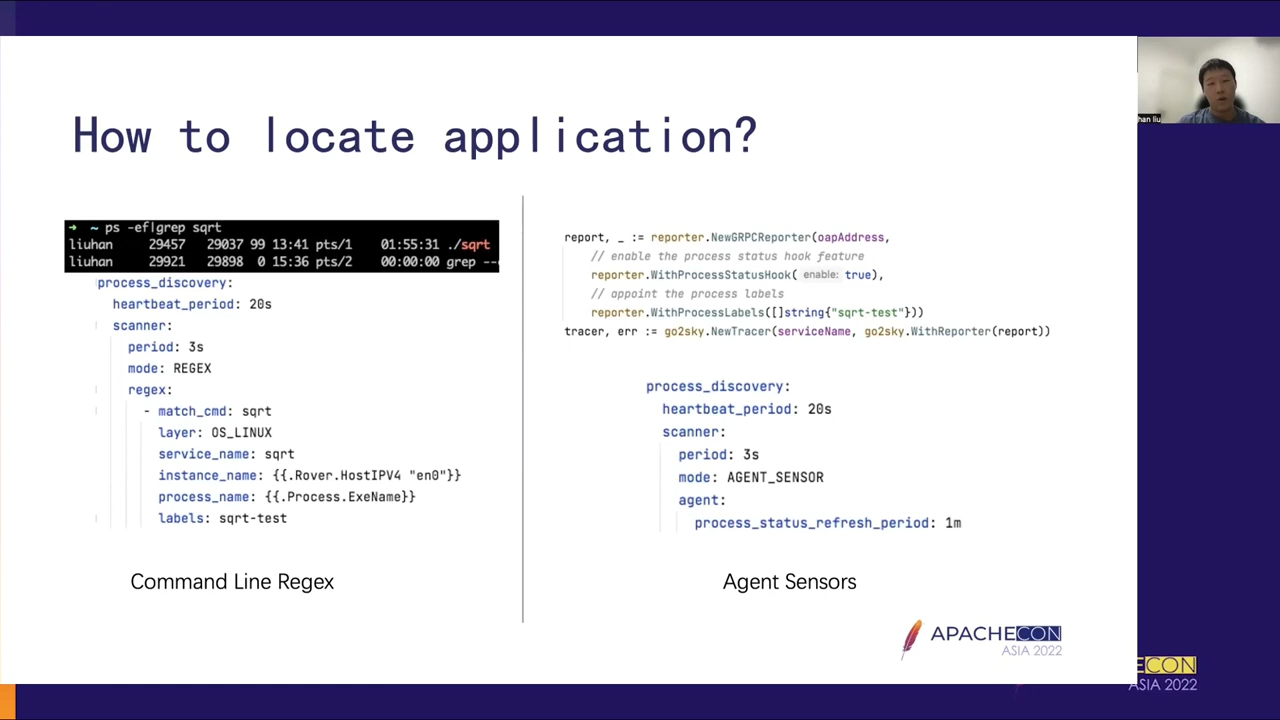 How to locate application?
➜ ~ ps -ef|grep sqrt
liuhan 29457 29037 99 13:41 pts/1 01:55:31 ./sqrt
liuhan 29921 29898 0 15:36 pts/2 00:00:00 grep --
process_discovery:
heartbeat_period: 20s
scanner:
period: 3s
mode: REGEX
regex:
- match_cmd: sqrt
layer: OS_LINUX
service_name: sqrt
instance_name: {{.Rover.HostIPV4 "en0"}}
process_name: {{.Process.ExeName}}
labels: sqrt-test
Command Line Regex
report, _ := reporter.NewGRPCReporter(oapAddress,
// enable the process status hook feature
reporter.WithProcessStatusHook( enable: true),
// appoint the process labels
reporter.WithProcessLabels([]string{"sqrt-test"}))
tracer, err := go2sky.NewTracer(serviceName, go2sky.WithReporter(report))
process_discovery:
heartbeat_period: 20s
scanner:
period: 3s
mode: AGENT_SENSOR
agent:
process_status_refresh_period: 1m
Agent Sensors
APACHECON
ASIA 2022
han liu
ECON
ASIA 2022